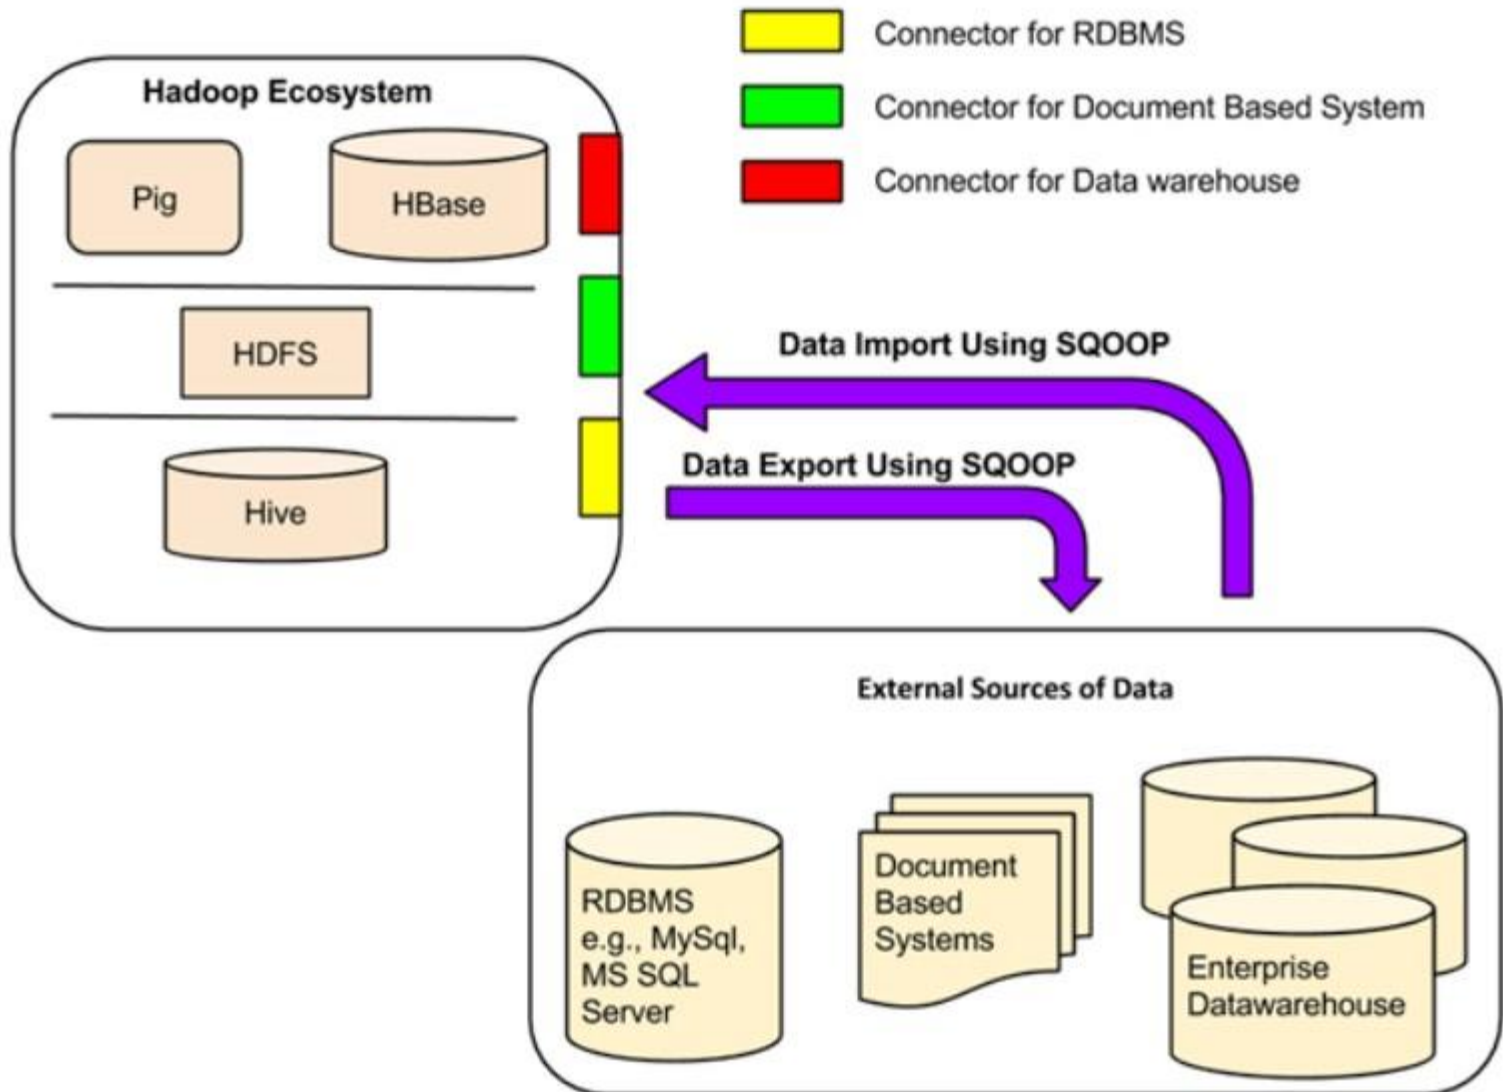 Connector for RDBMS
Connector for Document Based System
Connector for Data warehouse
Hadoop Ecosystem
Pig
HBase
HDFS
Hive
Data Import Using SQOOP
Data Export Using SQOOP
External Sources of Data
RDBMS
e.g., MySql,
MS SQL
Server
Document
Based
Systems
Enterprise
Datawarehouse